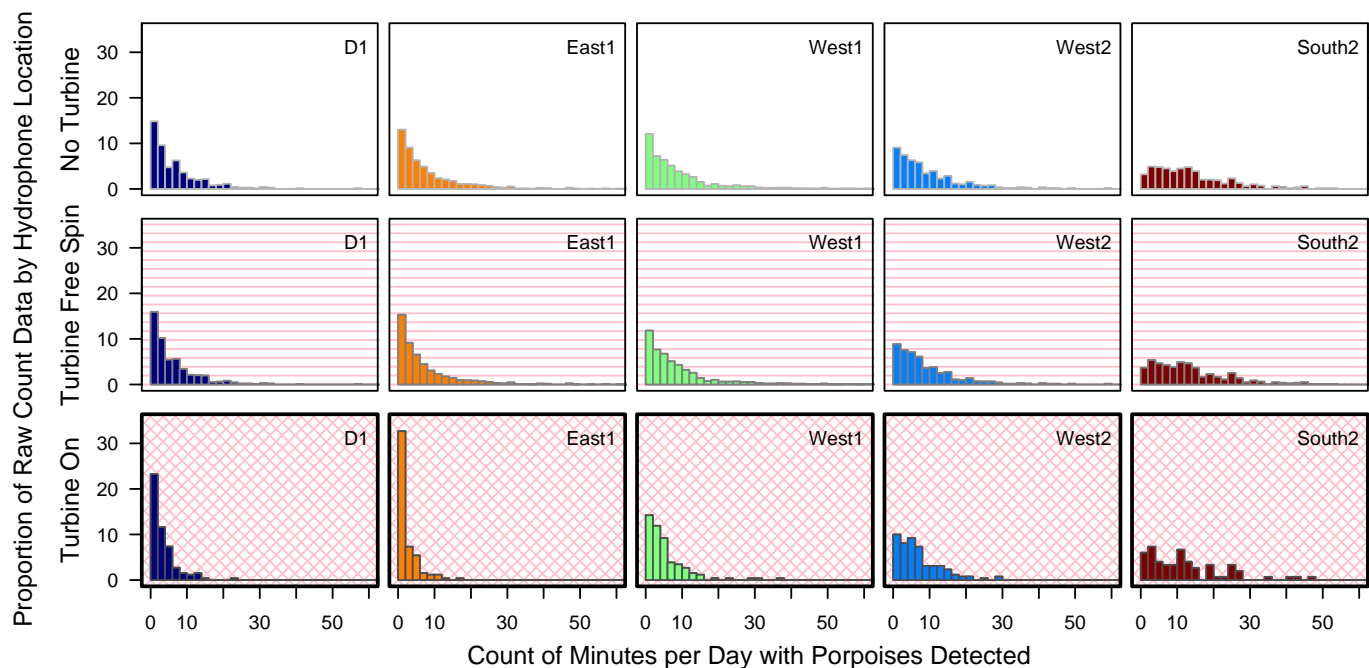 Proportion of Raw Count Data by Hydrophone Location
No Turbine
30
20
10
0
D1
East1
West1
West2
South2
Turbine Free Spin
30
20
10
0
D1
East1
West1
West2
South2
Turbine On
30
20
10
0
D1
East1
West1
West2
South2
0 10 30 50 0 10 30 50 0 10 30 50 0 10 30 50 0 10 30 50
Count of Minutes per Day with Porpoises Detected